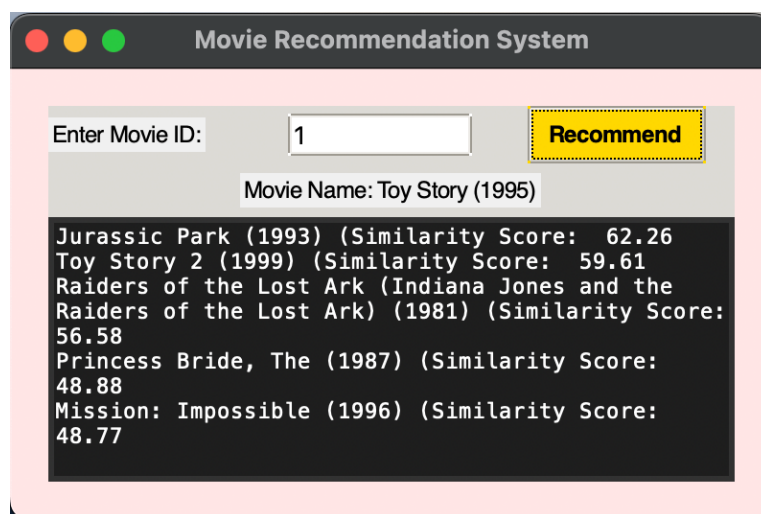 Movie Recommendation System
Enter Movie ID: 1 Recommend
Movie Name: Toy Story (1995)
Jurassic Park (1993) (Similarity Score:  62.26
Toy Story 2 (1999) (Similarity Score:  59.61
Raiders of the Lost Ark (Indiana Jones and the
Raiders of the Lost Ark) (1981) (Similarity Score:
56.58
Princess Bride, The (1987) (Similarity Score:
48.88
Mission: Impossible (1996) (Similarity Score:
48.77